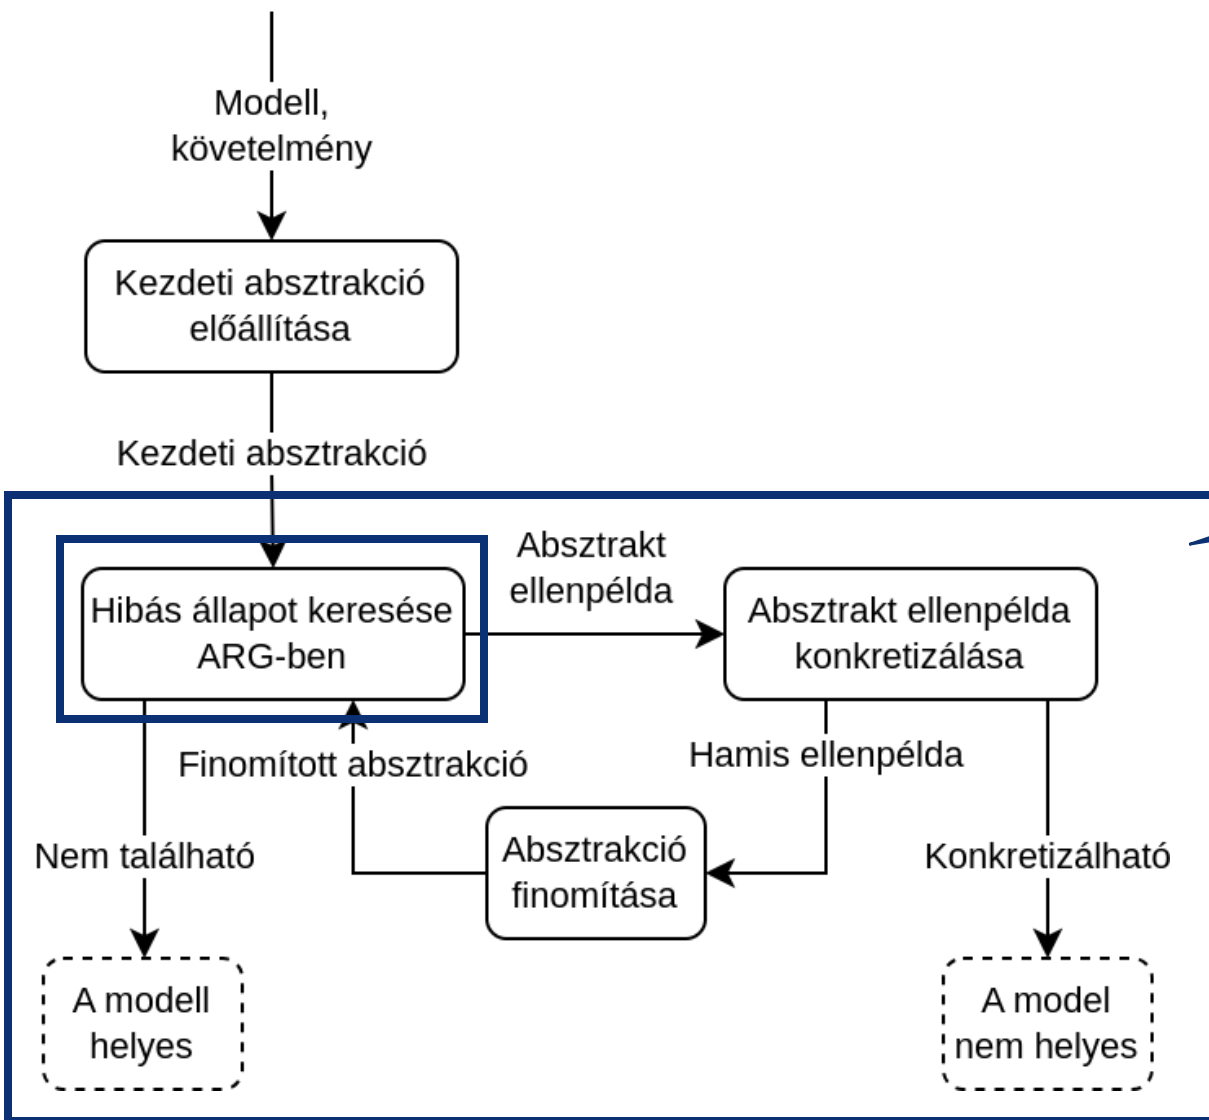 Modell,
követelmény
Kezdeti absztrakció
előállítása
Kezdeti absztrakció
Absztrakt
ellenpélda
Hibás állapot keresése
ARG-ben
Absztrakt ellenpélda
konkretizálása
Finomított absztrakció
Hamis ellenpélda
Absztrakció
finomítása
Nem található
Konkretizálható
A modell
helyes
A model
nem helyes